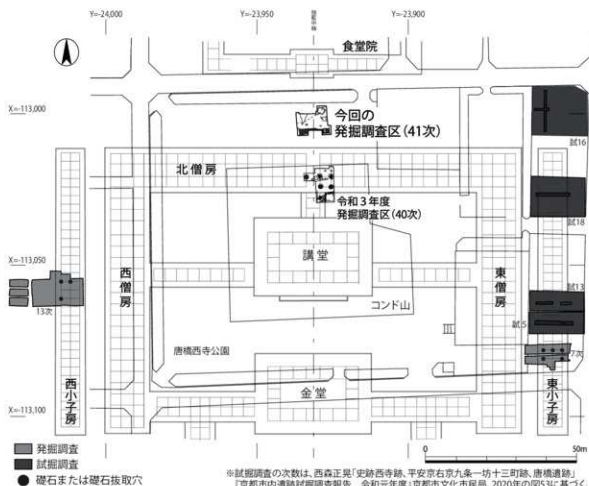 Y=-24,000
Y=-23,950
Y=-23,900
食堂院
X=-113,000
今回の
発掘調査区(41次)
試16
北僧房
令和3年度
発掘調査区(40次)
試18
X=-113,050
講堂
西僧房
東僧房
試13
コンド山
13次
試5
唐橋西寺公園
7次
西小子房
金堂
東小子房
X=-113,100
発掘調査
試掘調査
礎石または礎石抜取穴
0
50m
※試掘調査の次数は、西森正晃「史跡西寺跡、平安京右京九条一坊十三町跡、唐橋遺跡」
『京都市内遺跡試掘調査報告 令和元年度』京都市文化市民局、2020年の図53に基づく